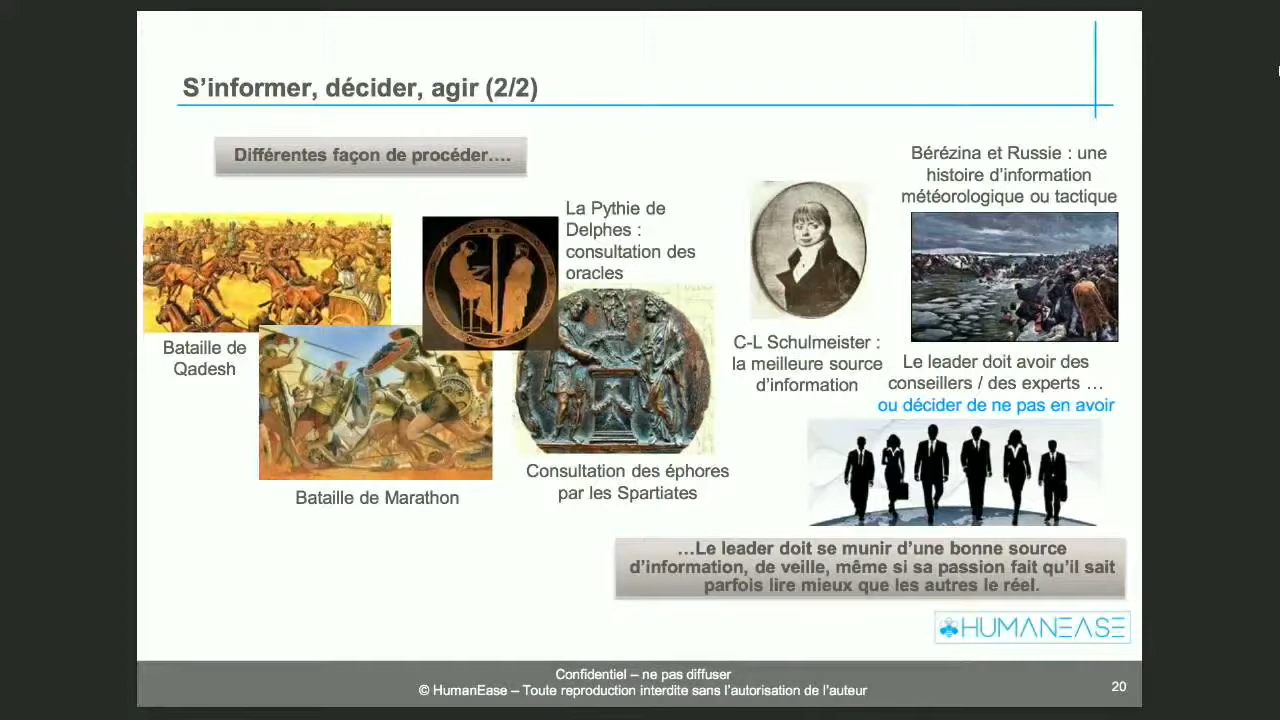 S’informer, décider, agir (2/2)
Différentes façon de procéder….
Bataille de
Qadesh
Bataille de Marathon
La Pythie de
Delphes :
consultation des
oracles
Consultation des éphores
par les Spartiates
C-L Schulmeister :
la meilleure source
d’information
Bérézina et Russie : une
histoire d’information
météorologique ou tactique
Le leader doit avoir des
conseillers / des experts …
ou décider de ne pas en avoir
…Le leader doit se munir d’une bonne source
d’information, de veille, même si sa passion fait qu’il sait
parfois lire mieux que les autres le réel.
HUMANEASE
Confidentiel – ne pas diffuser
© HumanEase – Toute reproduction interdite sans l’autorisation de l’auteur
20